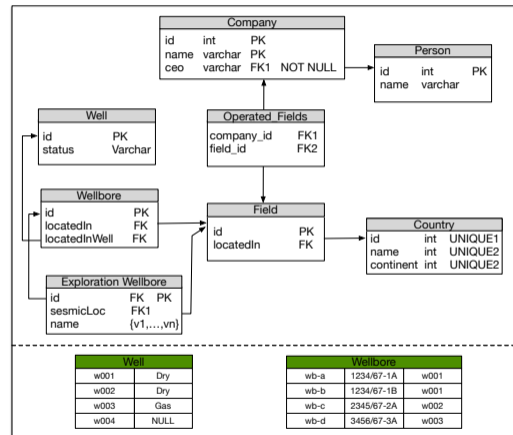 Company
id int PK
name varchar PK
ceo varchar FK1 NOT NULL
Person
id int PK
name varchar
Well
id PK
status Varchar
Operated_Fields
company_id FK1
field_id FK2
Wellbore
id PK
locatedIn FK
locatedInWell FK
Field
id PK
locatedIn FK
Country
id int UNIQUE1
name int UNIQUE2
continent int UNIQUE2
Exploration Wellbore
id FK PK
sesmicLoc FK1
name {v1,…,vn}
Well
w001 Dry
w002 Dry
w003 Gas
w004 NULL
Wellbore
wb-a 1234/67-1A w001
wb-b 1234/67-1B w001
wb-c 2345/67-2A w002
wb-d 3456/67-3A w003